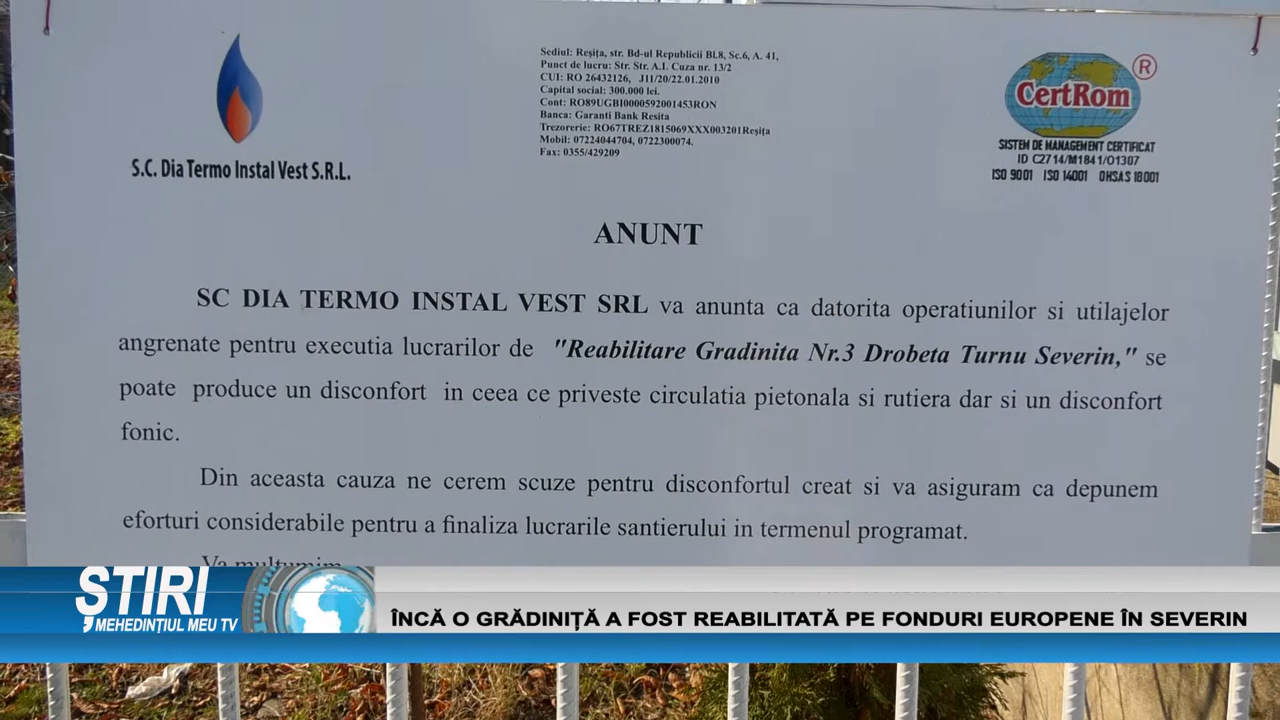 S.C. Dia Termo Instal Vest S.R.L.
Sediul: Reşiţa, str. Bd-ul Republicii Bl.8, Sc.6, A. 41,
Punct de lucru: Str. Str. A.I. Cuza nr. 13/2
CUI: RO 26432126, J11/20/22.01.2010
Capital social: 300.000 lei.
Cont: RO89UGBI0000592001453RON
Banca: Garanti Bank Resita
Trezorerie: RO67TREZ1815069XXX003201Reşiţa
Mobil: 07224044704, 0722300074.
Fax: 0355/429209
CertRom ®
SISTEM DE MANAGEMENT CERTIFICAT
ID C2714/M1841/01307
ISO 9001 ISO 14001 OHSAS 18001
ANUNT
SC DIA TERMO INSTAL VEST SRL va anunta ca datorita operatiunilor si utilajelor
angrenate pentru executia lucrarilor de "Reabilitare Gradinita Nr.3 Drobeta Turnu Severin," se
poate produce un disconfort in ceea ce priveste circulatia pietonala si rutiera dar si un disconfort
fonic.
Din aceasta cauza ne cerem scuze pentru disconfortul creat si va asiguram ca depunem
eforturi considerabile pentru a finaliza lucrarile santierului in termenul programat.
Va multumim
ȘTIRI
MEHEDINȚIUL MEU TV
ÎNCĂ O GRĂDINIȚĂ A FOST REABILITATĂ PE FONDURI EUROPENE ÎN SEVERIN